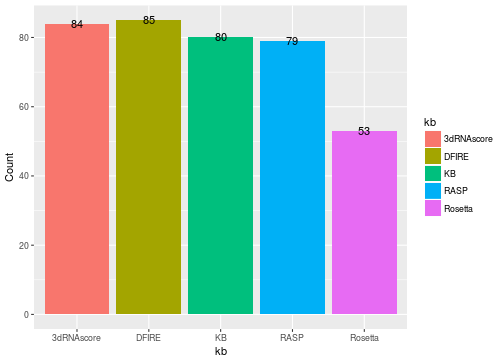 84
85
80
79
53
80
60
40
20
0
Count
3dRNAscore
DFIRE
KB
RASP
Rosetta
kb
kb
3dRNAscore
DFIRE
KB
RASP
Rosetta